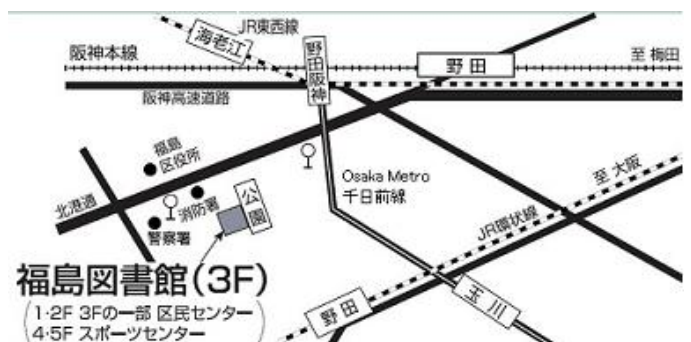 JR東西線
海老江
阪神本線
野田阪神
野田
至 梅田
阪神高速道路
福島
区役所
Osaka Metro
千日前線
至 大阪
北港通
消防署
公園
警察署
JR環状線
福島図書館(3F)
(1・2F 3Fの一部 区民センター
4・5F スポーツセンター)
野田
玉川